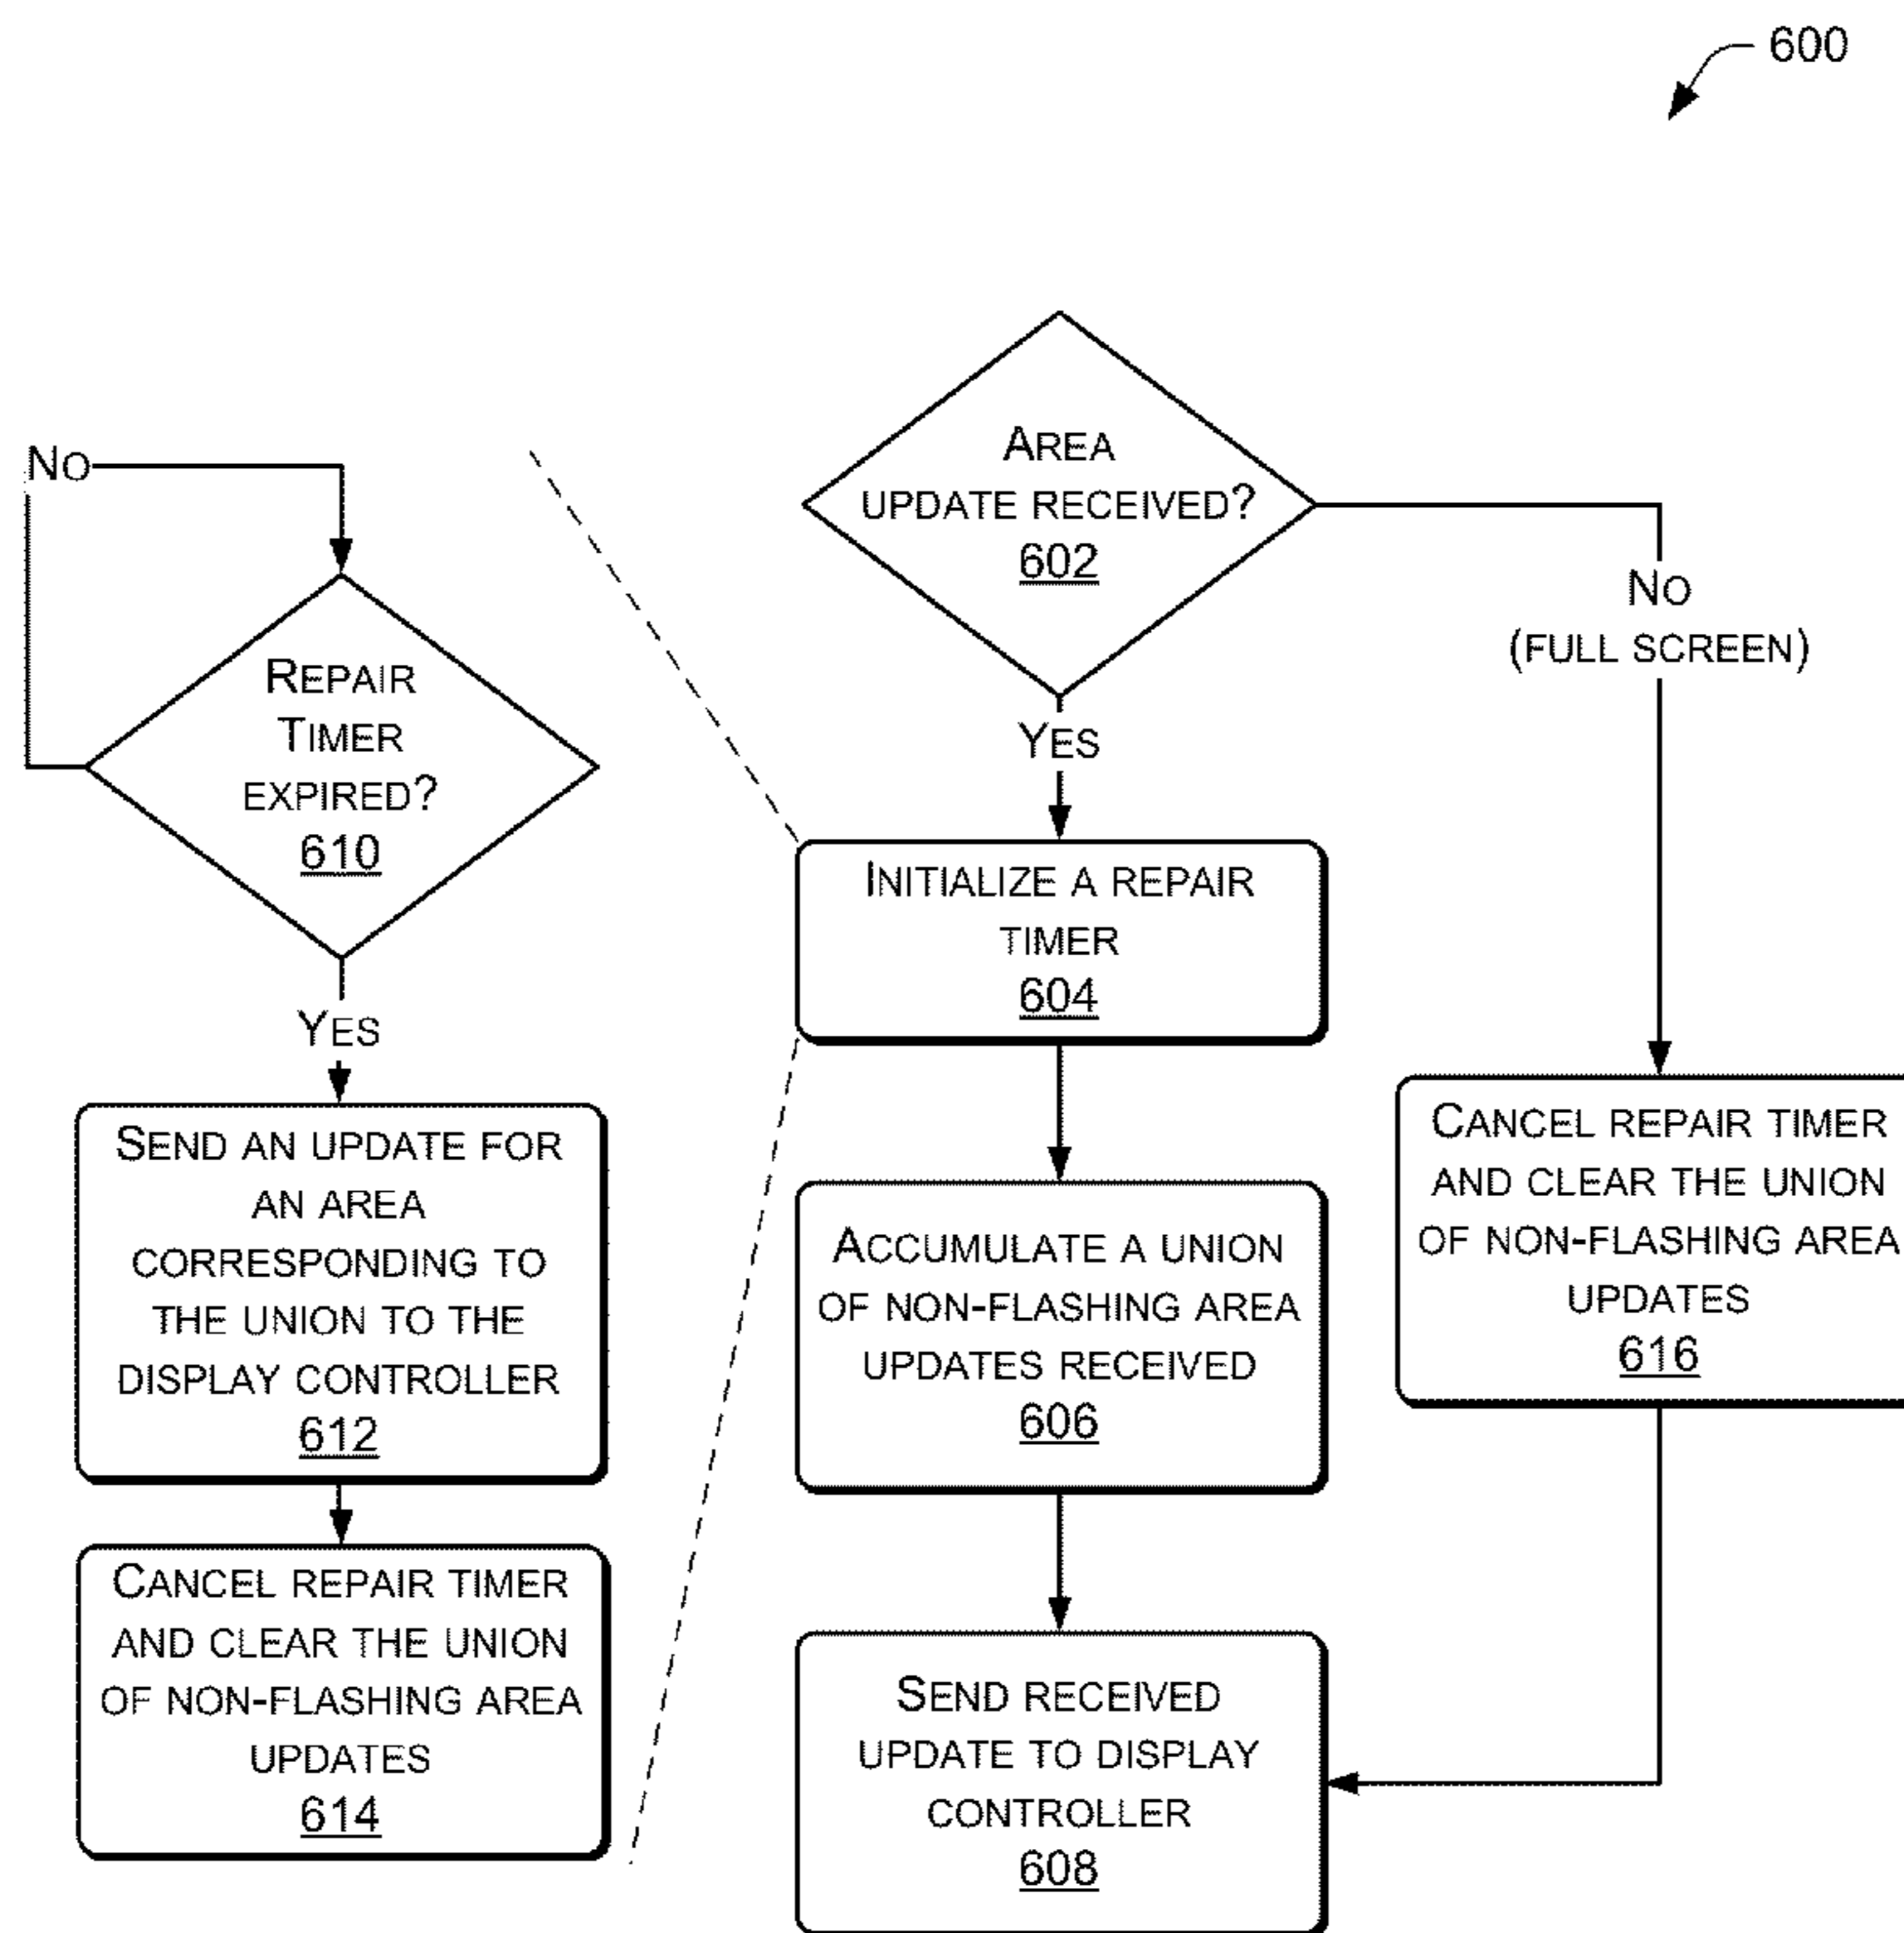 600
AREA
UPDATE RECEIVED?
602
NO
(FULL SCREEN)
YES
INITIALIZE A REPAIR
TIMER
604
ACCUMULATE A UNION
OF NON-FLASHING AREA
UPDATES RECEIVED
606
SEND RECEIVED
UPDATE TO DISPLAY
CONTROLLER
608
NO
REPAIR
TIMER
EXPIRED?
610
YES
SEND AN UPDATE FOR
AN AREA
CORRESPONDING TO
THE UNION TO THE
DISPLAY CONTROLLER
612
CANCEL REPAIR TIMER
AND CLEAR THE UNION
OF NON-FLASHING AREA
UPDATES
614
CANCEL REPAIR TIMER
AND CLEAR THE UNION
OF NON-FLASHING AREA
UPDATES
616